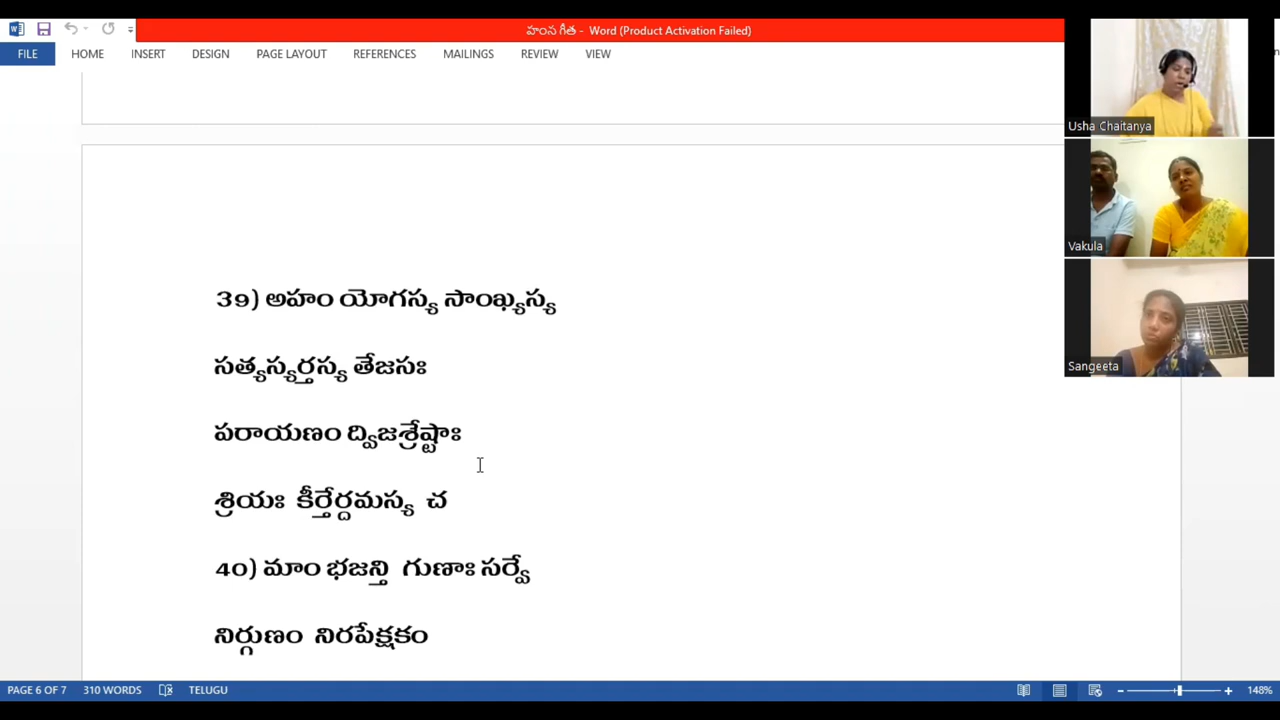 హంస గీత - Word (Product Activation Failed)
FILE HOME INSERT DESIGN PAGE LAYOUT REFERENCES MAILINGS REVIEW VIEW
39) అహం యోగస్య సాంఖ్యస్య
సత్యస్యర్తస్య తేజసః
పరాయణం ద్విజశ్రేష్టాః
శ్రియః కీర్తేర్దమస్య చ
40) మాం భజన్తి గుణాః సర్వే
నిర్గుణం నిరపేక్షకం
Usha Chaitanya
Vakula
Sangeeta
PAGE 6 OF 7 310 WORDS TELUGU 148%